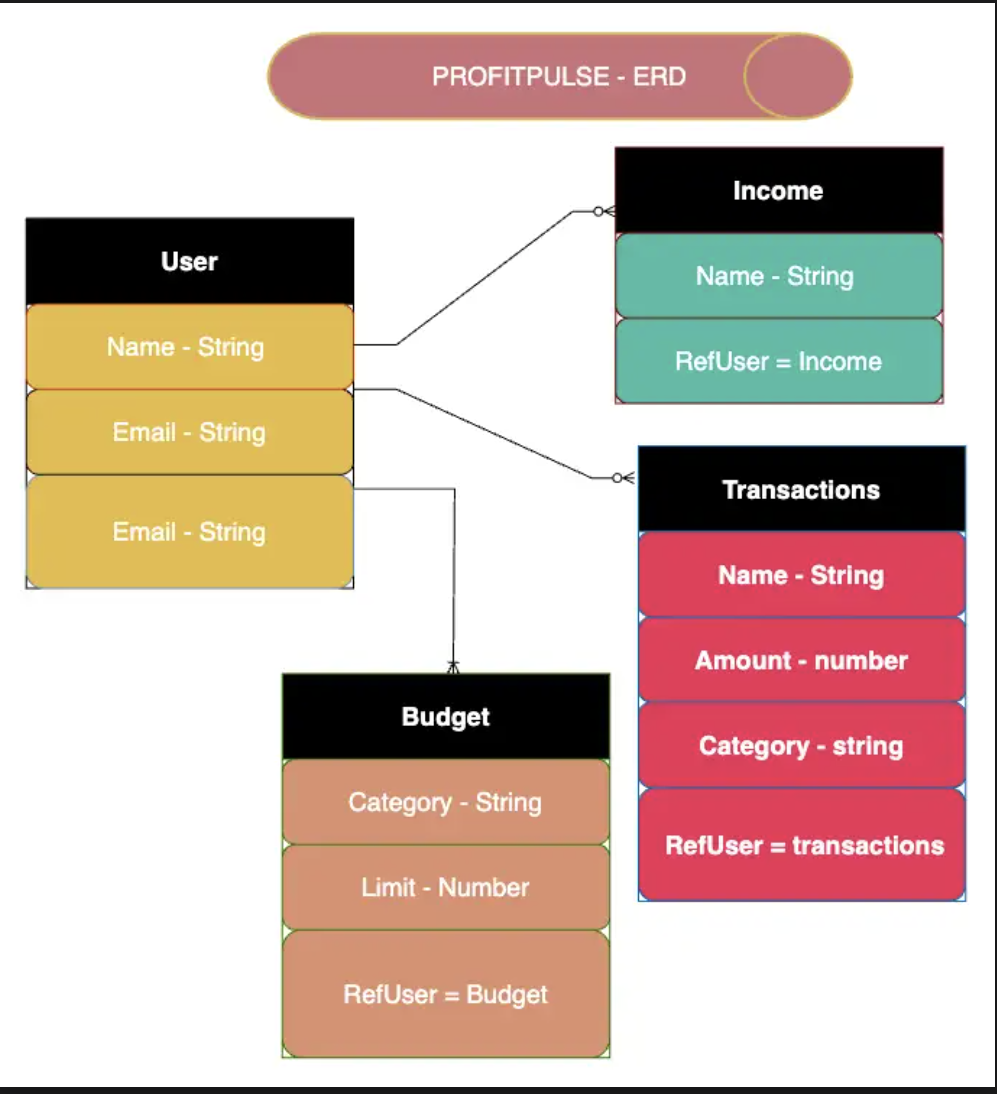 PROFITPULSE - ERD
User
Name - String
Email - String
Email - String
Income
Name - String
RefUser = Income
Transactions
Name - String
Amount - number
Category - string
RefUser = transactions
Budget
Category - String
Limit - Number
RefUser = Budget